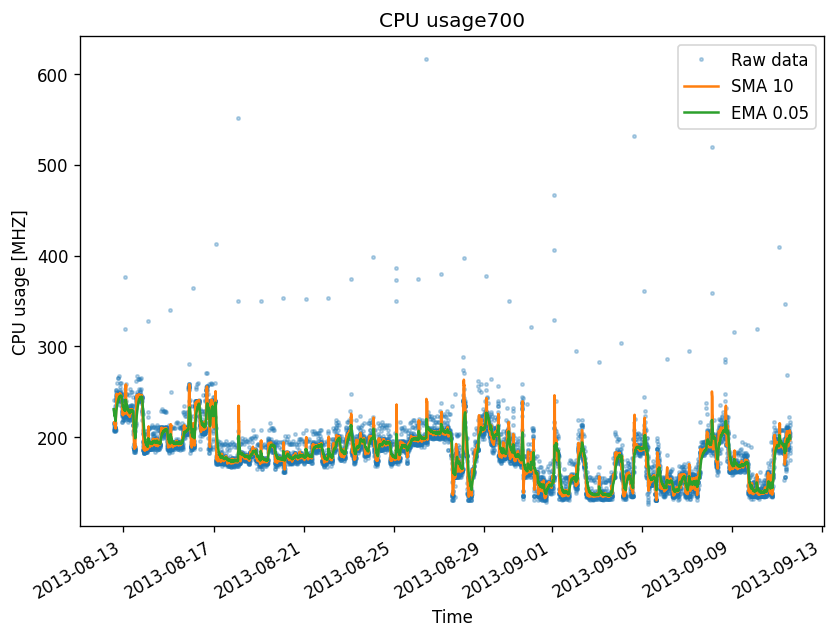 CPU usage700
Raw data
SMA 10
EMA 0.05
CPU usage [MHZ]
600
500
400
300
200
2013-08-13
2013-08-17
2013-08-21
2013-08-25
2013-08-29
2013-09-01
2013-09-05
2013-09-09
2013-09-13
Time